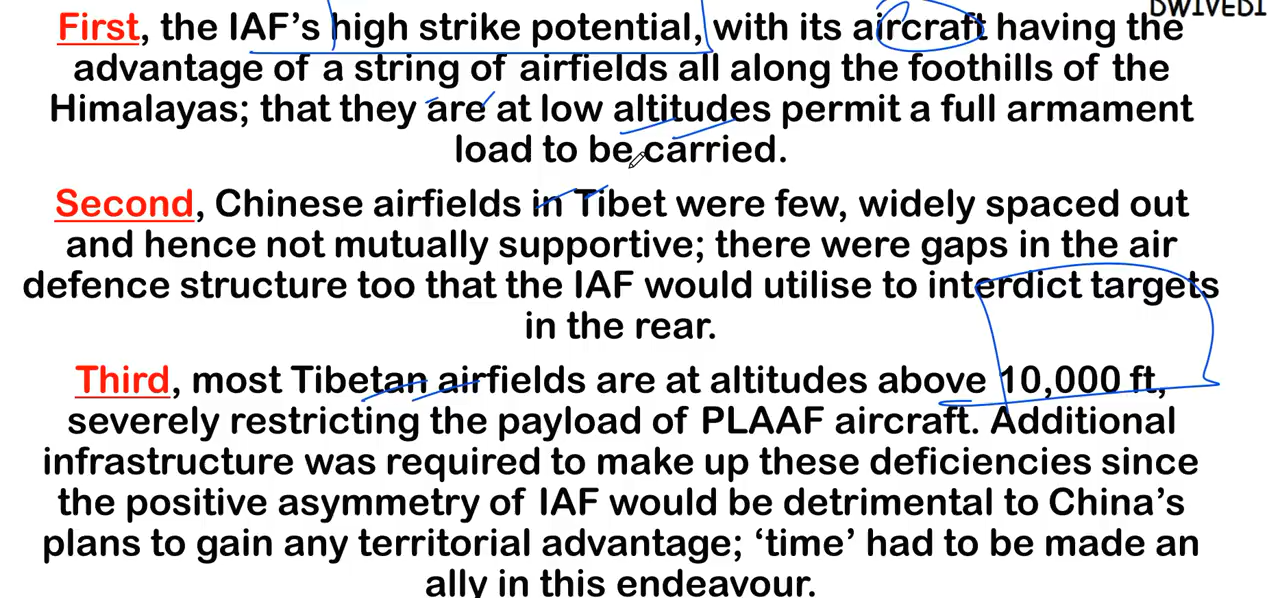 DWIVEDI
First, the IAF's high strike potential, with its aircraft having the
advantage of a string of airfields all along the foothills of the
Himalayas; that they are at low altitudes permit a full armament
load to be carried.
Second, Chinese airfields in Tibet were few, widely spaced out
and hence not mutually supportive; there were gaps in the air
defence structure too that the IAF would utilise to interdict targets
in the rear.
Third, most Tibetan airfields are at altitudes above 10,000 ft,
severely restricting the payload of PLAAF aircraft. Additional
infrastructure was required to make up these deficiencies since
the positive asymmetry of IAF would be detrimental to China's
plans to gain any territorial advantage; ‘time’ had to be made an
ally in this endeavour.